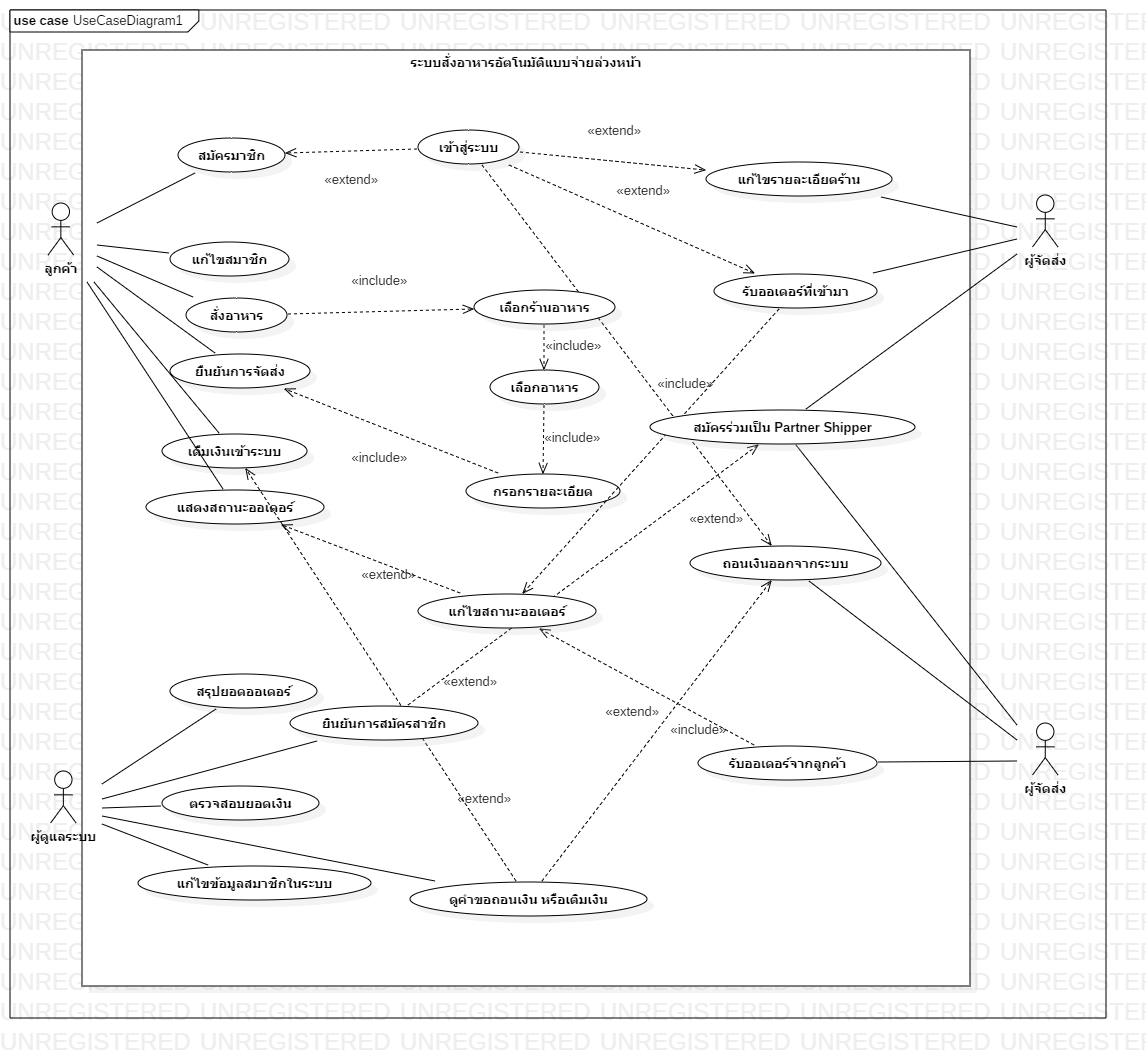 use case UseCaseDiagram1
ระบบสั่งอาหารอัตโนมัติแบบจ่ายล่วงหน้า
«extend»
เข้าสู่ระบบ
สมัครมาชิก
«extend»
แก้ไขรายละเอียดร้าน
«extend»
ลูกค้า
ผู้จัดส่ง
แก้ไขสมาชิก
«include»
รับออเดอร์ที่เข้ามา
สั่งอาหาร
เลือกร้านอาหาร
«include»
ยืนยันการจัดส่ง
เลือกอาหาร
«include»
สมัครร่วมเป็น Partner Shipper
«include»
เติมเงินเข้าระบบ
«include»
กรอกรายละเอียด
แสดงสถานะออเดอร์
«extend»
ถอนเงินออกจากระบบ
«extend»
แก้ไขสถานะออเดอร์
«extend»
สรุปยอดออเดอร์
«extend»
ยืนยันการสมัครสาชิก
«include»
รับออเดอร์จากลูกค้า
ผู้จัดส่ง
«extend»
ตรวจสอบยอดเงิน
ผู้ดูแลระบบ
แก้ไขข้อมูลสมาชิกในระบบ
ดูคำขอถอนเงิน หรือเติมเงิน
UNREGISTERED